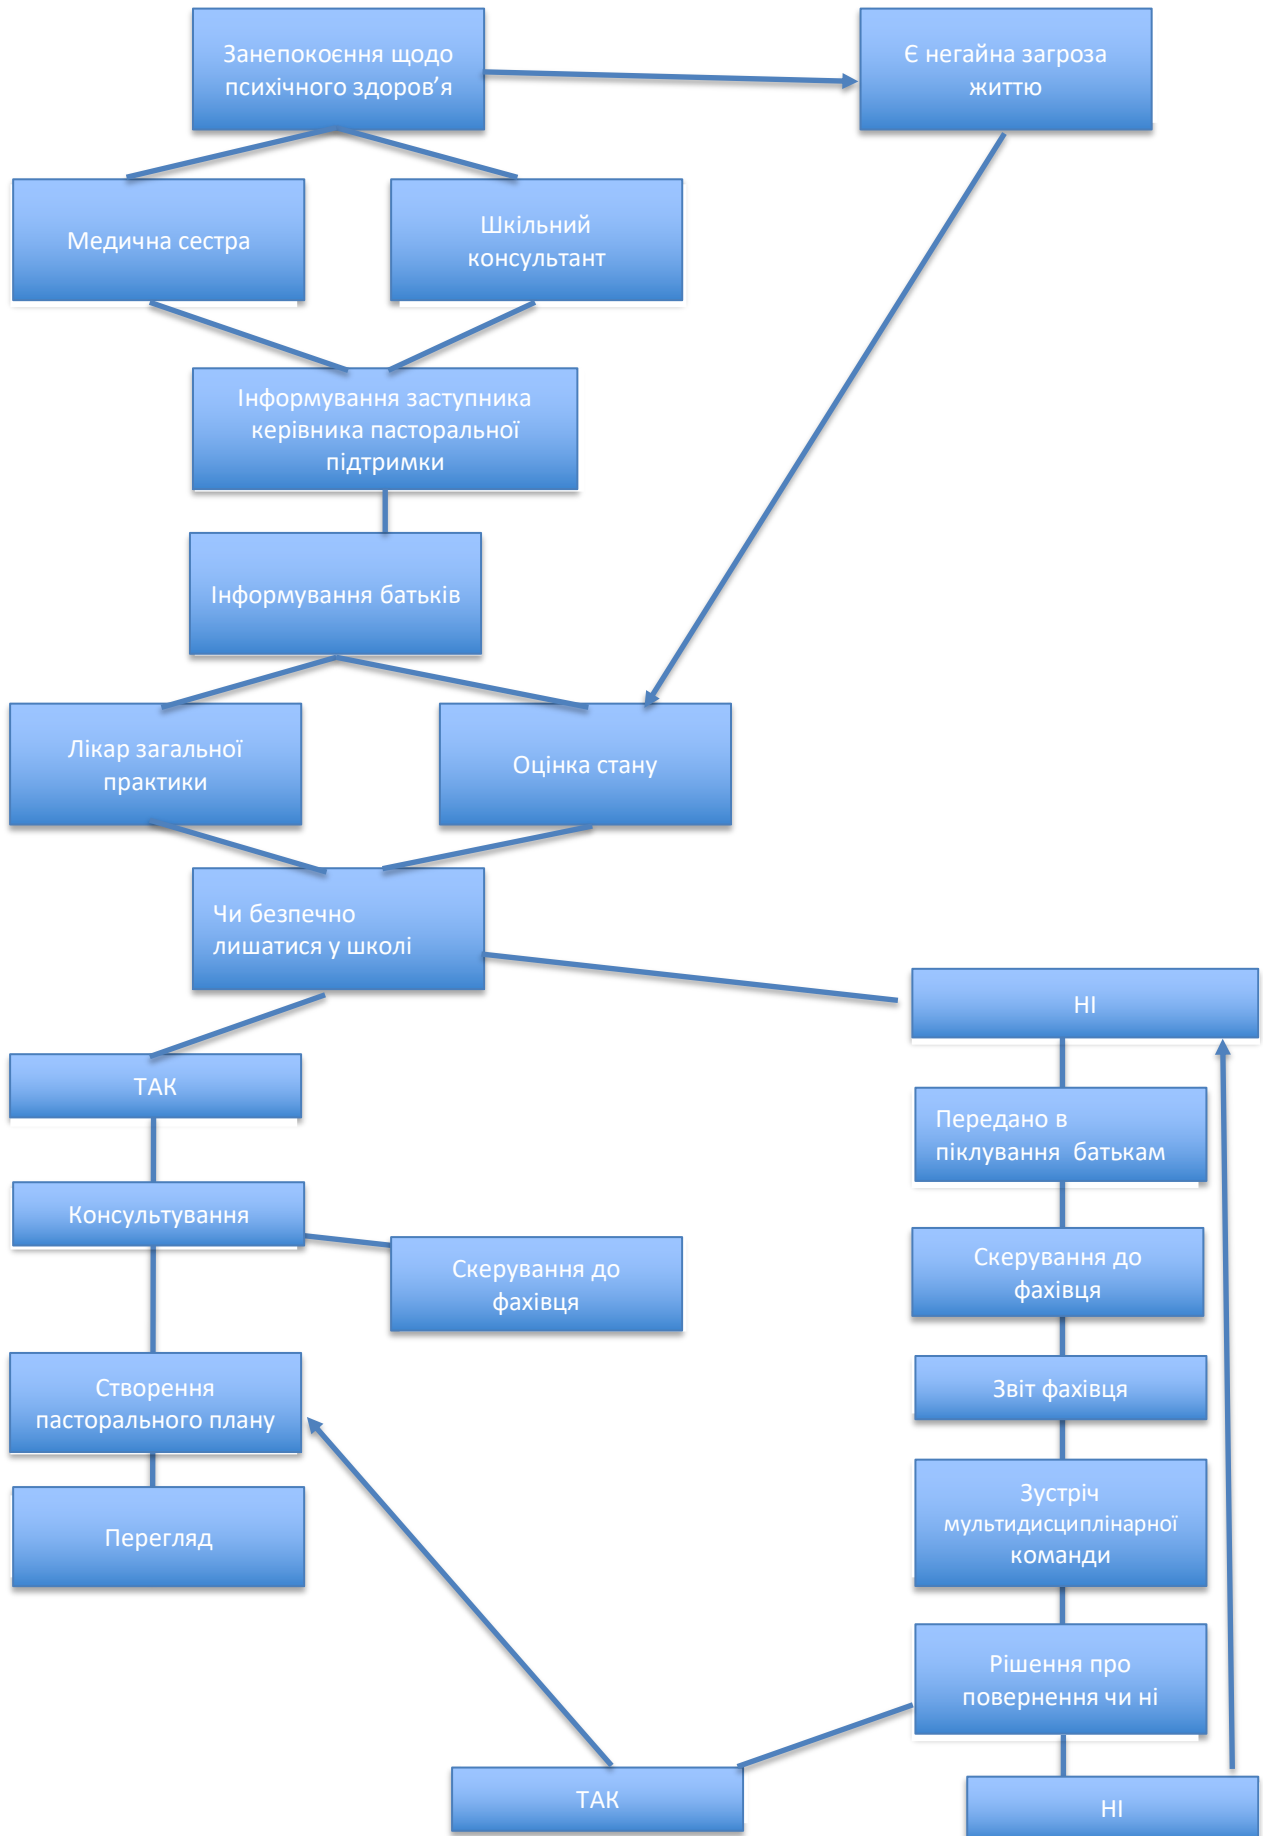 Занепокоєння щодо
психічного здоров’я
Є негайна загроза
життю
Медична сестра
Шкільний
консультант
Інформування заступника
керівника пасторальної
підтримки
Інформування батьків
Лікар загальної
практики
Оцінка стану
Чи безпечно
лишатися у школі
НІ
ТАК
Передано в
піклування батькам
Консультування
Скерування до
фахівця
Скерування до
фахівця
Створення
пасторального плану
Звіт фахівця
Зустріч
мультидисциплінарної
команди
Перегляд
Рішення про
повернення чи ні
ТАК
НІ